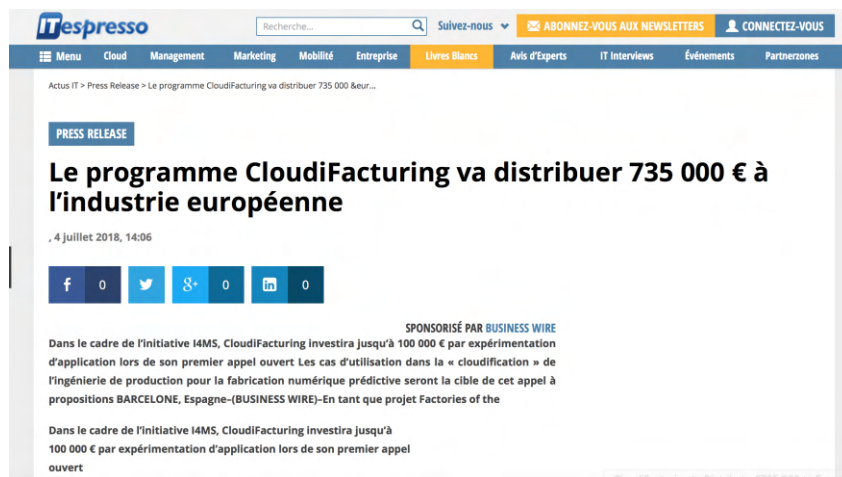 ITespresso
Recherche...
Suivez-nous
ABONNEZ-VOUS AUX NEWSLETTERS
CONNECTEZ-VOUS
Menu Cloud Management Marketing Mobilité Entreprise Livres Blancs Avis d'Experts IT Interviews Événements Partnerzones
Actus IT > Press Release > Le programme CloudiFacturing va distribuer 735 000 &eur...
PRESS RELEASE
Le programme CloudiFacturing va distribuer 735 000 € à
l'industrie européenne
, 4 juillet 2018, 14:06
f 0 8+ 0 in 0
SPONSORISÉ PAR BUSINESS WIRE
Dans le cadre de l'initiative I4MS, CloudiFacturing investira jusqu'à 100 000 € par expérimentation
d'application lors de son premier appel ouvert Les cas d'utilisation dans la « cloudification » de
l'ingénierie de production pour la fabrication numérique prédictive seront la cible de cet appel à
propositions BARCELONE, Espagne–(BUSINESS WIRE)–En tant que projet Factories of the
Dans le cadre de l'initiative I4MS, CloudiFacturing investira jusqu'à
100 000 € par expérimentation d'application lors de son premier appel
ouvert